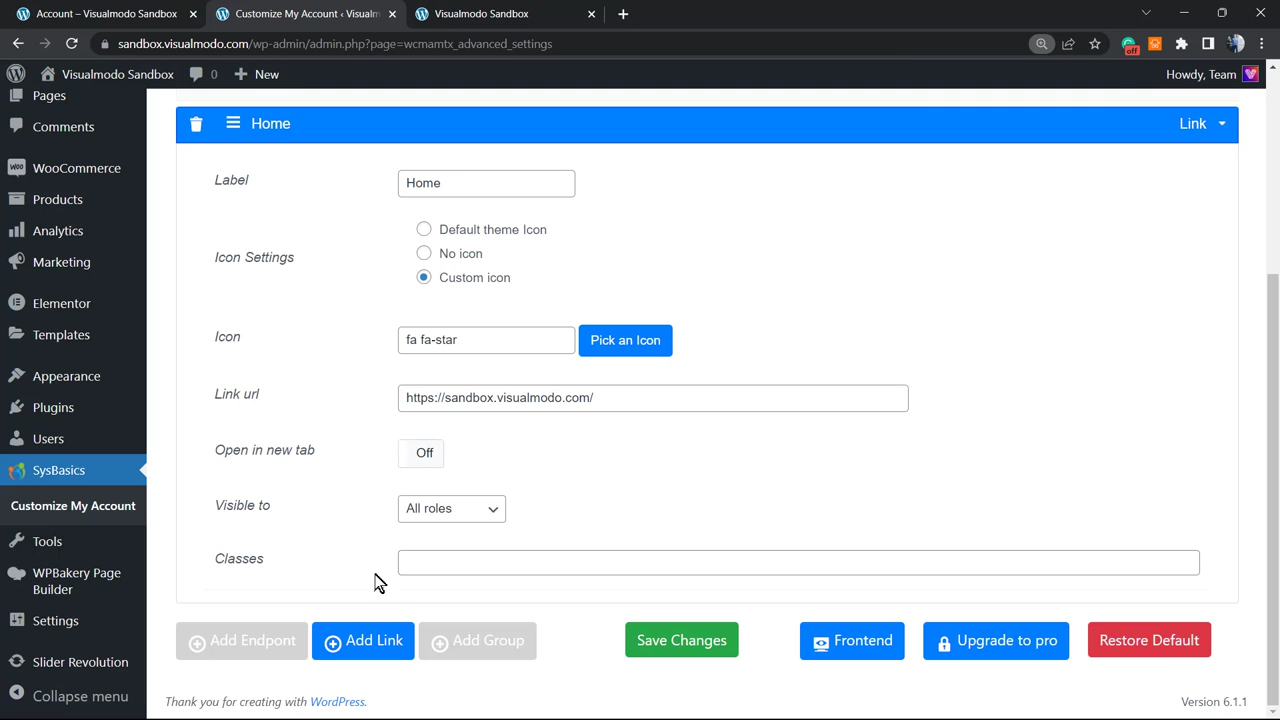 Account – Visualmodo Sandbox
Customize My Account ‹ Visualm
Visualmodo Sandbox
sandbox.visualmodo.com/wp-admin/admin.php?page=wcmamtx_advanced_settings
off
Visualmodo Sandbox
0
New
Howdy, Team
Pages
Comments
WooCommerce
Products
Analytics
Marketing
Elementor
Templates
Appearance
Plugins
Users
SysBasics
Customize My Account
Tools
WPBakery Page
Builder
Settings
Slider Revolution
Collapse menu
Home
Link
Label
Home
Icon Settings
Default theme Icon
No icon
Custom icon
Icon
fa fa-star
Pick an Icon
Link url
https://sandbox.visualmodo.com/
Open in new tab
Off
Visible to
All roles
Classes
Add Endpont
Add Link
Add Group
Save Changes
Frontend
Upgrade to pro
Restore Default
Thank you for creating with WordPress.
Version 6.1.1